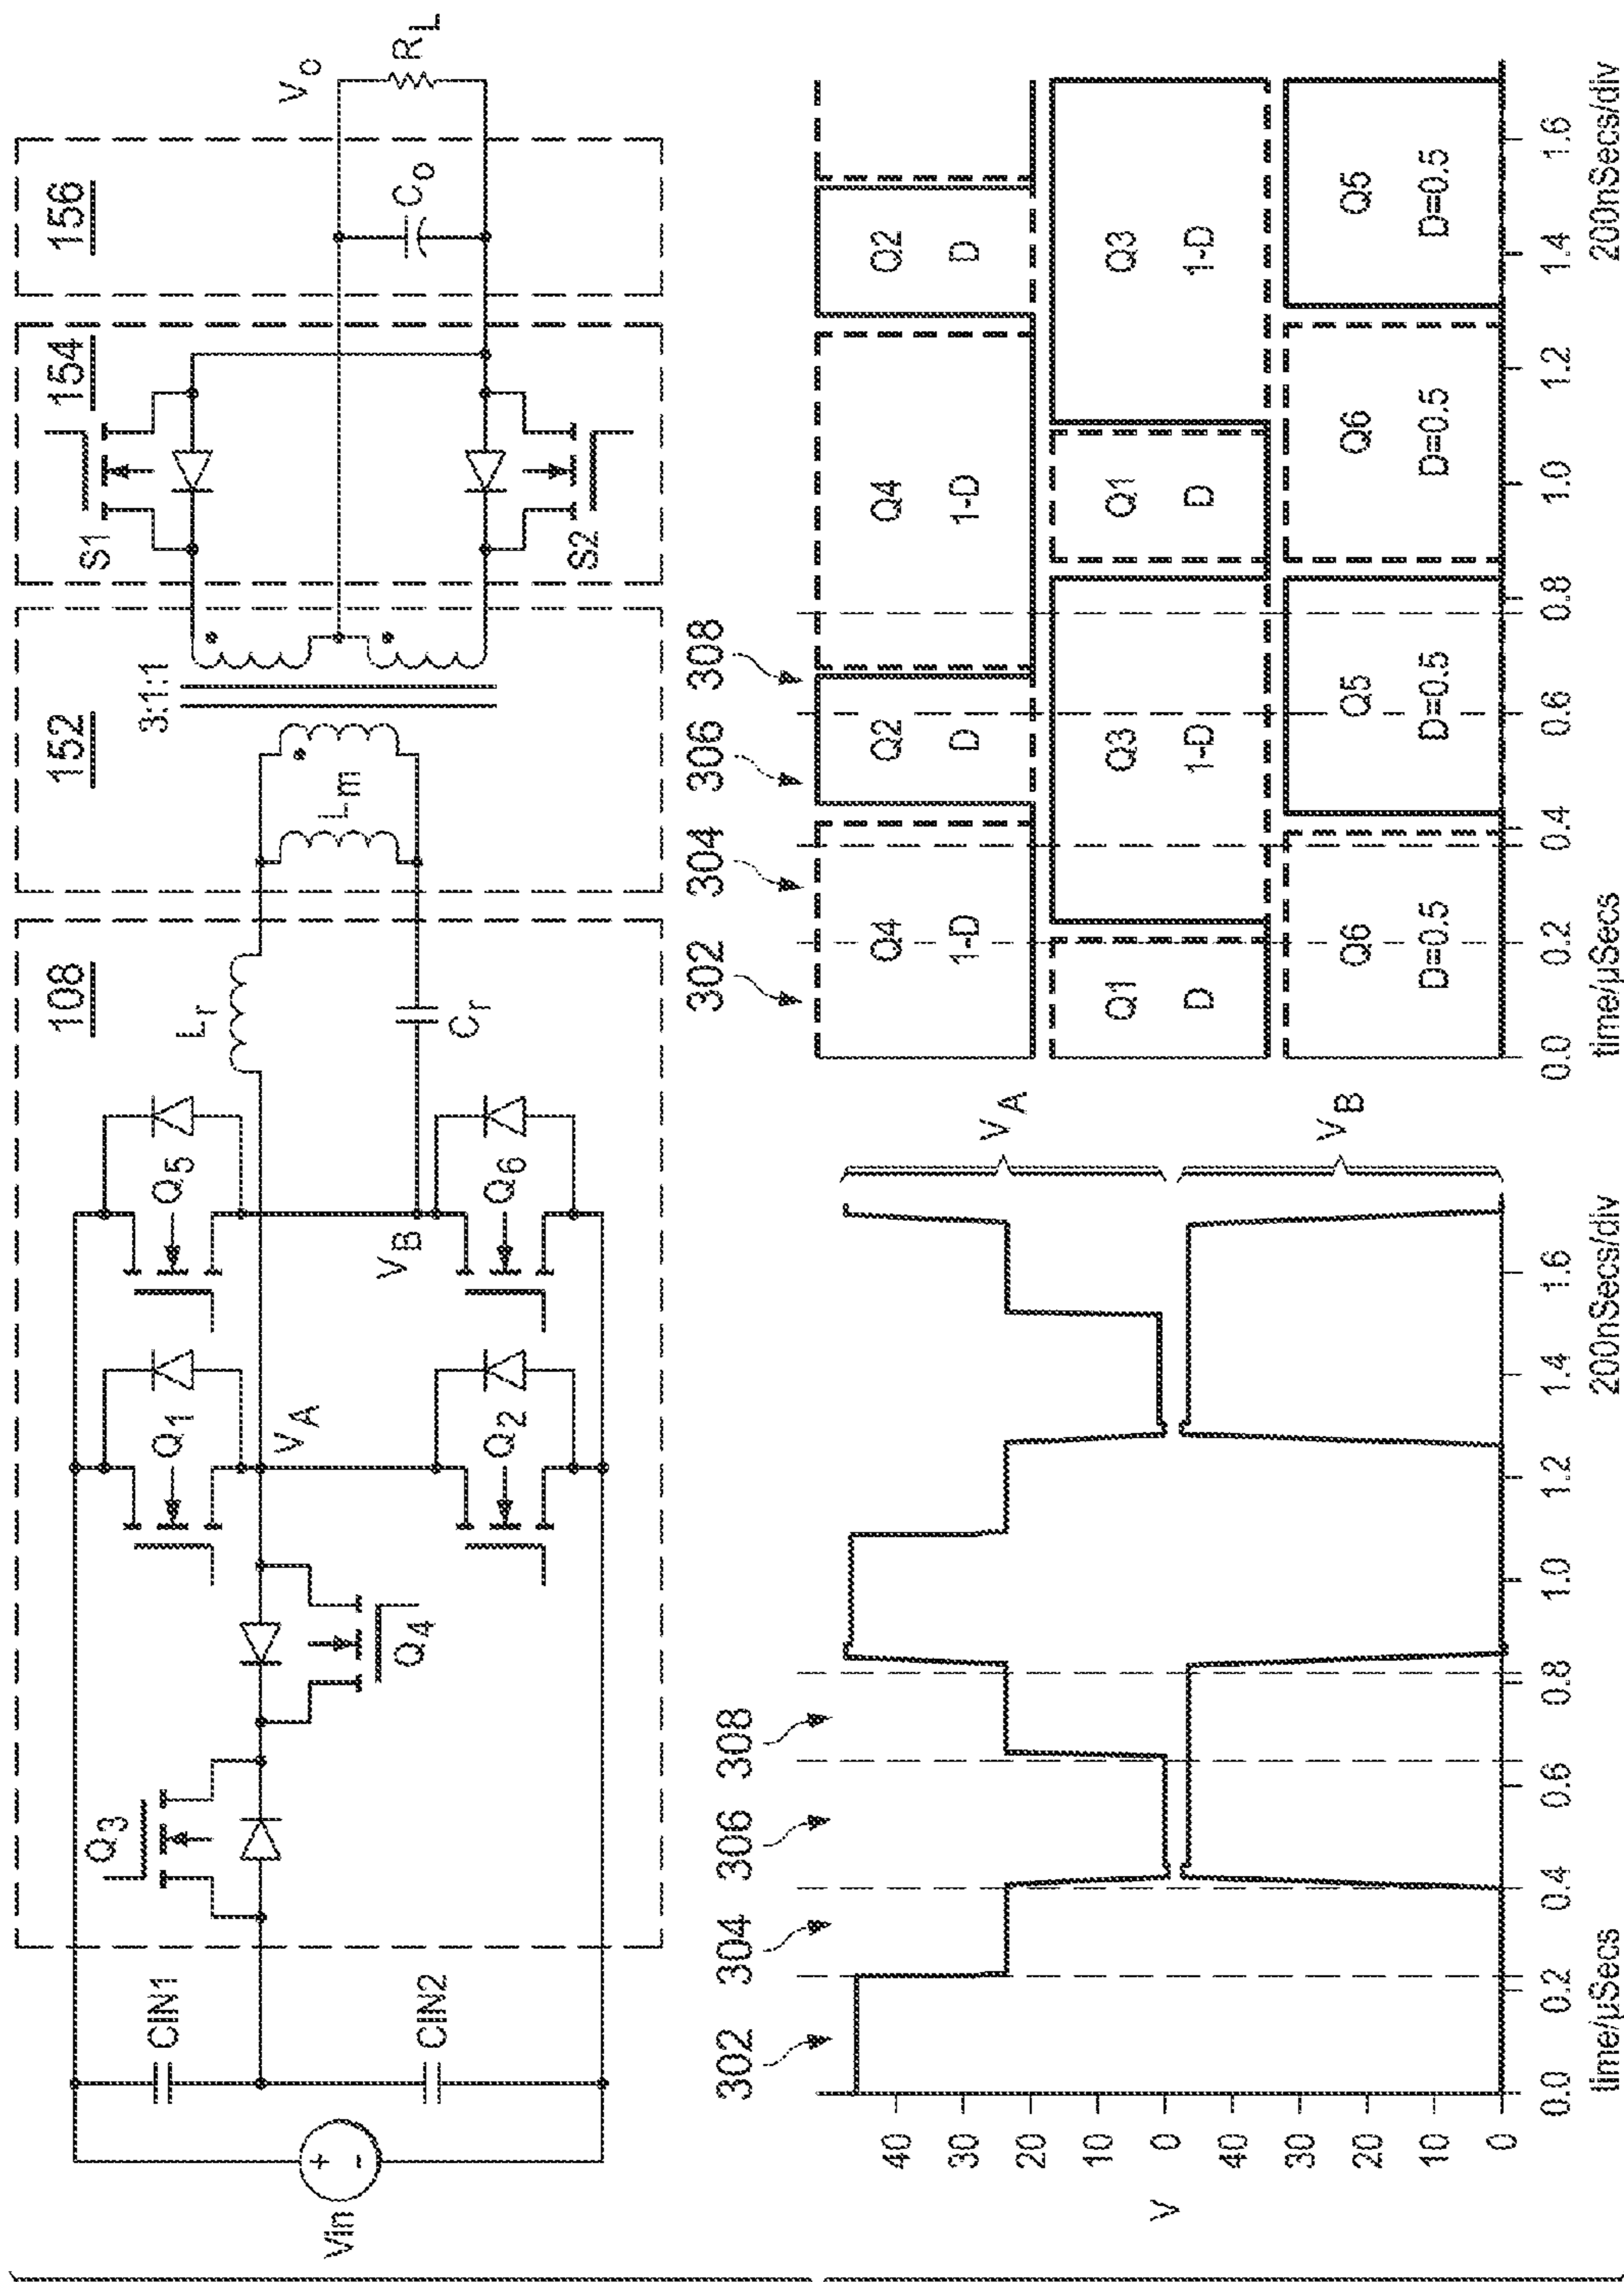 108
152
154
156
Vin
+
-
CIN1
CIN2
Q3
Q4
Q1
Q2
VA
Q5
Q6
VB
Lr
Cr
Lm
3:1:1
S1
S2
Co
Vo
RL
302
304
306
308
V
40
30
20
10
0
40
30
20
10
0
VA
VB
0.0 0.2 0.4 0.6 0.8 1.0 1.2 1.4 1.6
time/µSecs
200nSecs/div
302
304
306
308
Q4
1-D
Q2
D
Q4
1-D
Q2
D
Q1
D
Q3
1-D
Q1
D
Q3
1-D
Q6
D=0.5
Q5
D=0.5
Q6
D=0.5
Q5
D=0.5
0.0 0.2 0.4 0.6 0.8 1.0 1.2 1.4 1.6
time/µSecs
200nSecs/div